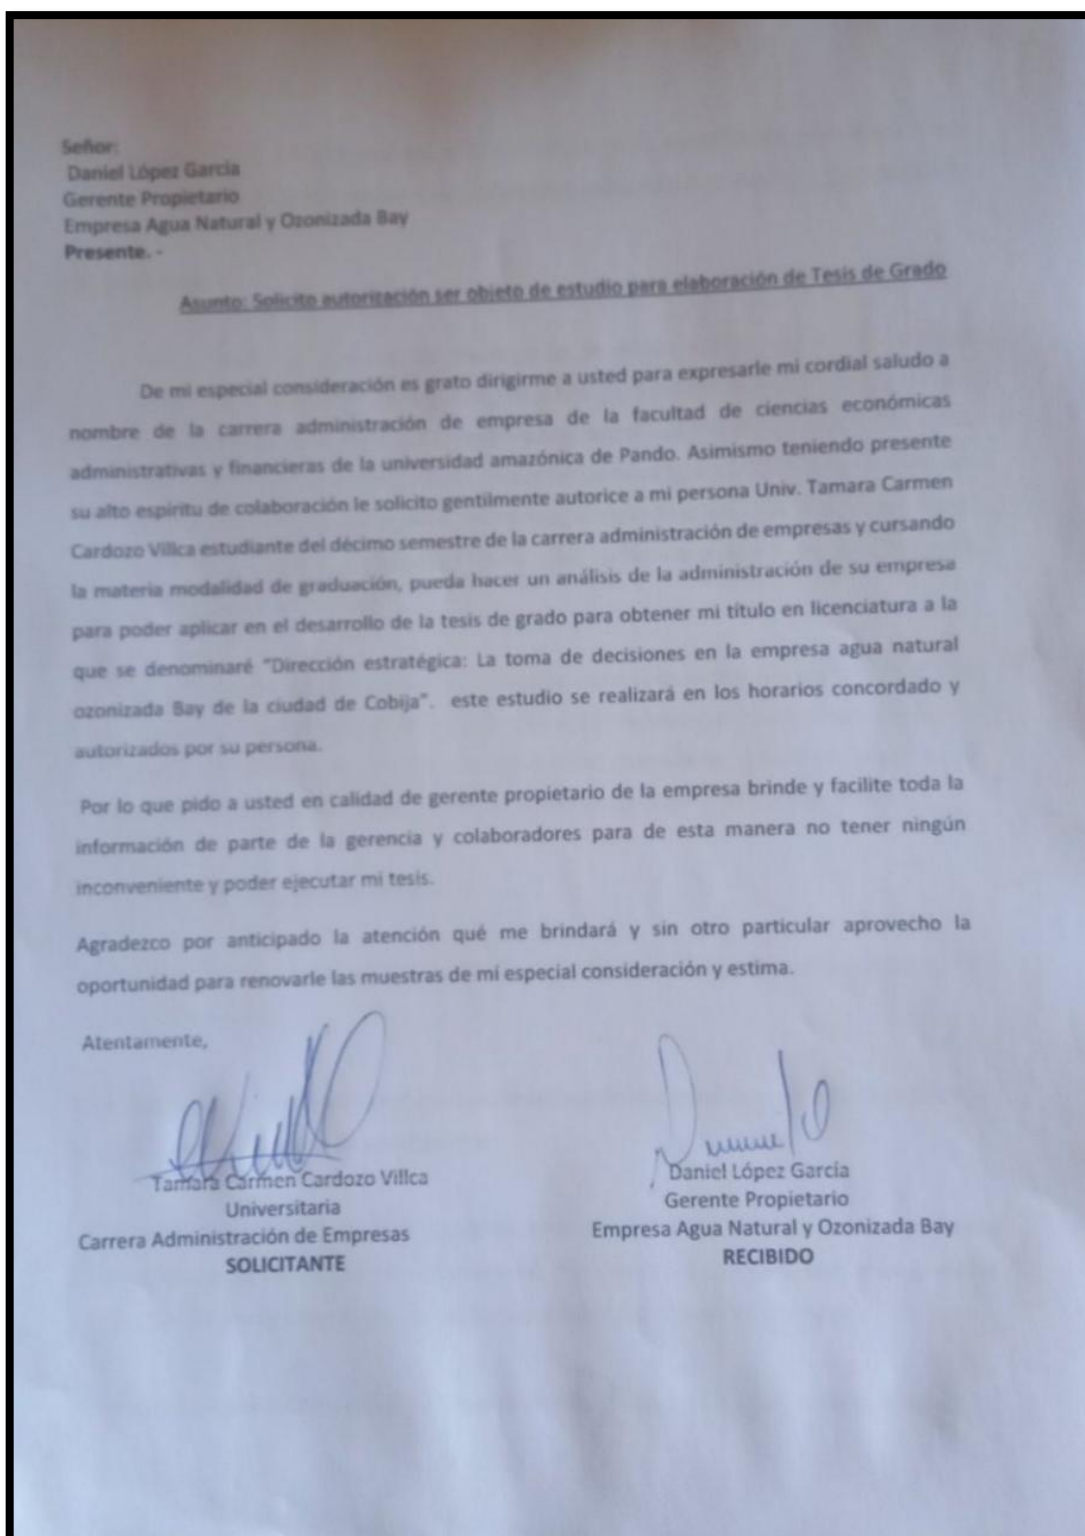 Señor:
Daniel López García
Gerente Propietario
Empresa Agua Natural y Ozonizada Bay
Presente. -
Asunto: Solicito autorización ser objeto de estudio para elaboración de Tesis de Grado
De mi especial consideración es grato dirigirme a usted para expresarle mi cordial saludo a
nombre de la carrera administración de empresa de la facultad de ciencias económicas
administrativas y financieras de la universidad amazónica de Pando. Asimismo teniendo presente
su alto espíritu de colaboración le solicito gentilmente autorice a mi persona Univ. Tamara Carmen
Cardozo Villca estudiante del décimo semestre de la carrera administración de empresas y cursando
la materia modalidad de graduación, pueda hacer un análisis de la administración de su empresa
para poder aplicar en el desarrollo de la tesis de grado para obtener mi título en licenciatura a la
que se denominaré "Dirección estratégica: La toma de decisiones en la empresa agua natural
ozonizada Bay de la ciudad de Cobija". este estudio se realizará en los horarios concordado y
autorizados por su persona.
Por lo que pido a usted en calidad de gerente propietario de la empresa brinde y facilite toda la
información de parte de la gerencia y colaboradores para de esta manera no tener ningún
inconveniente y poder ejecutar mi tesis.
Agradezco por anticipado la atención qué me brindará y sin otro particular aprovecho la
oportunidad para renovarle las muestras de mi especial consideración y estima.
Atentamente,
Tamara Carmen Cardozo Villca
Universitaria
Carrera Administración de Empresas
SOLICITANTE
Daniel López García
Gerente Propietario
Empresa Agua Natural y Ozonizada Bay
RECIBIDO